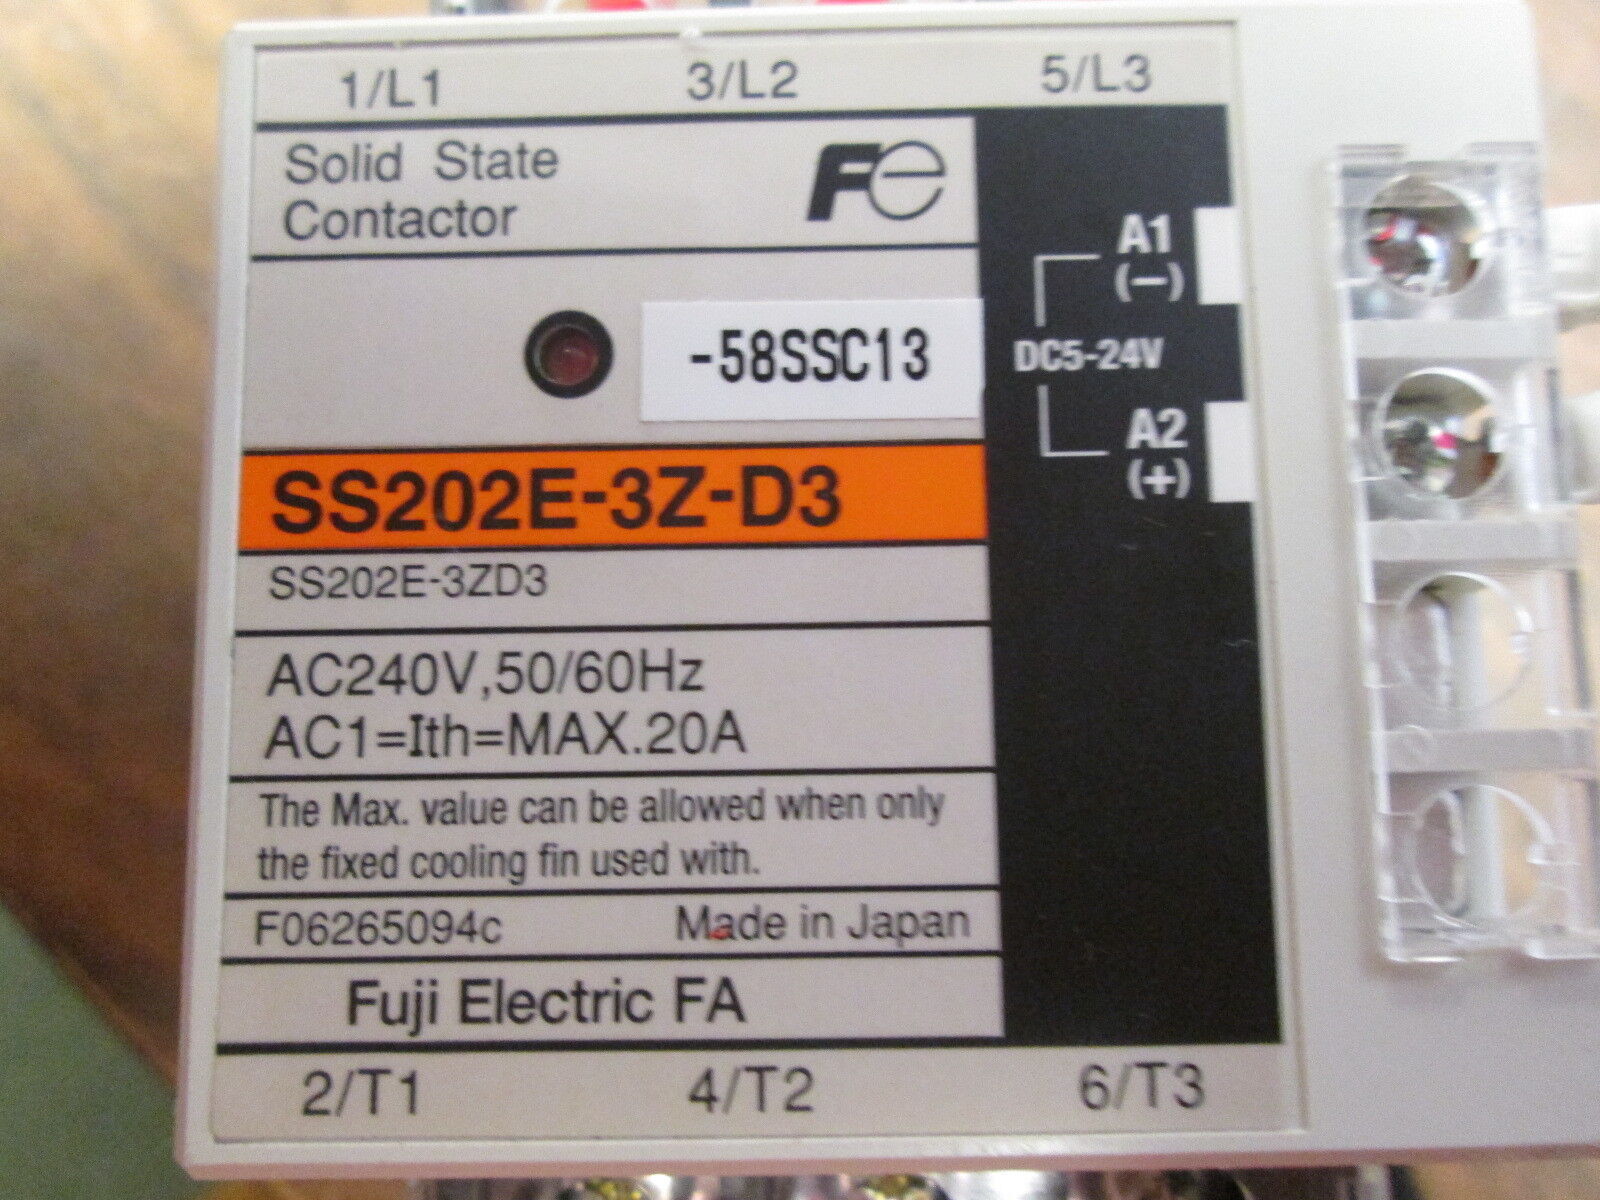 1/L1 3/L2 5/L3
Solid State
Contactor
Fe
A1
(−)
-58SSC13
DC5-24V
A2
(+)
SS202E-3Z-D3
SS202E-3ZD3
AC240V,50/60Hz
AC1=Ith=MAX.20A
The Max. value can be allowed when only
the fixed cooling fin used with.
F06265094c Made in Japan
Fuji Electric FA
2/T1 4/T2 6/T3